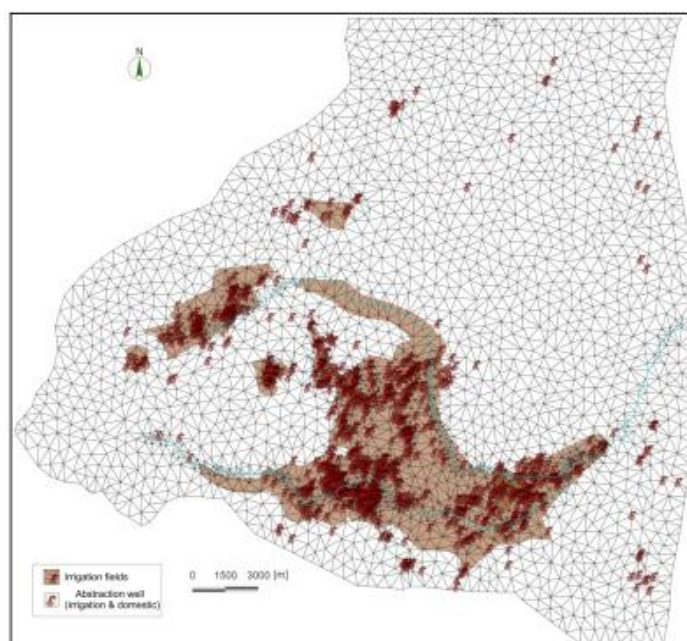 N
Irrigation fields
Abstraction well
(irrigation & domestic)
0 1500 3000 [m]